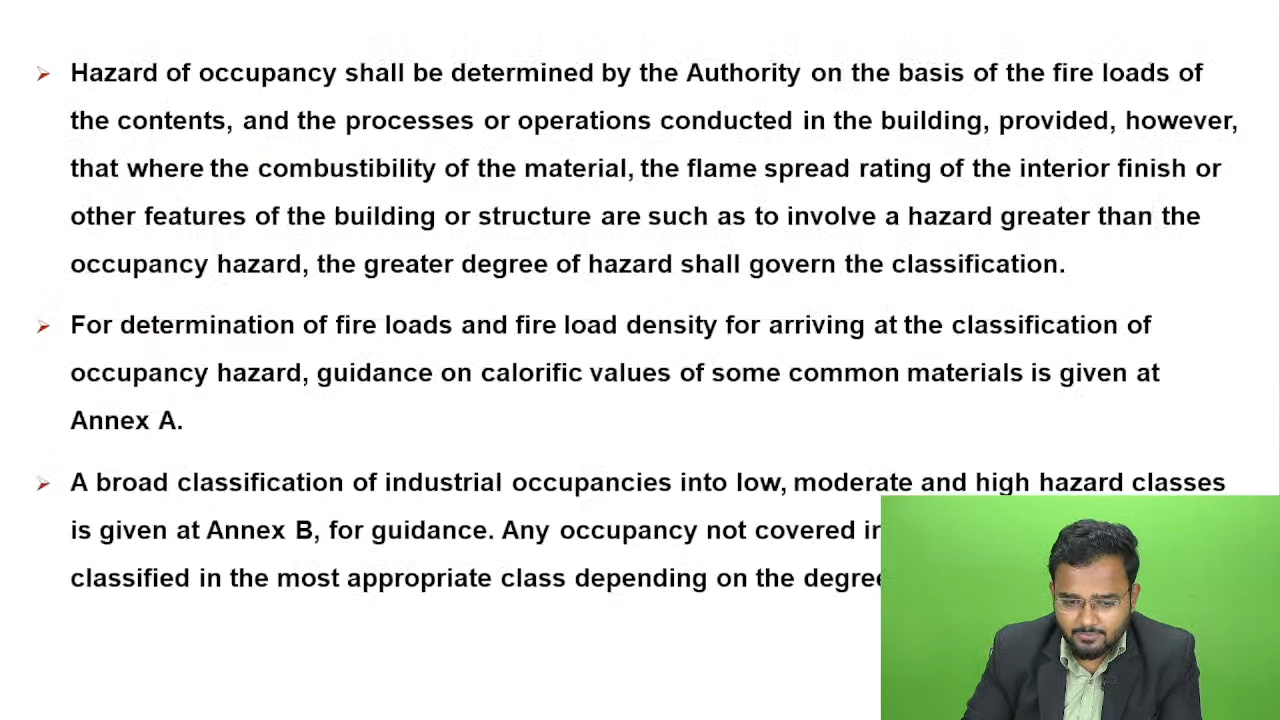 Hazard of occupancy shall be determined by the Authority on the basis of the fire loads of
the contents, and the processes or operations conducted in the building, provided, however,
that where the combustibility of the material, the flame spread rating of the interior finish or
other features of the building or structure are such as to involve a hazard greater than the
occupancy hazard, the greater degree of hazard shall govern the classification.
For determination of fire loads and fire load density for arriving at the classification of
occupancy hazard, guidance on calorific values of some common materials is given at
Annex A.
A broad classification of industrial occupancies into low, moderate and high hazard classes
is given at Annex B, for guidance. Any occupancy not covered
classified in the most appropriate class depending on the